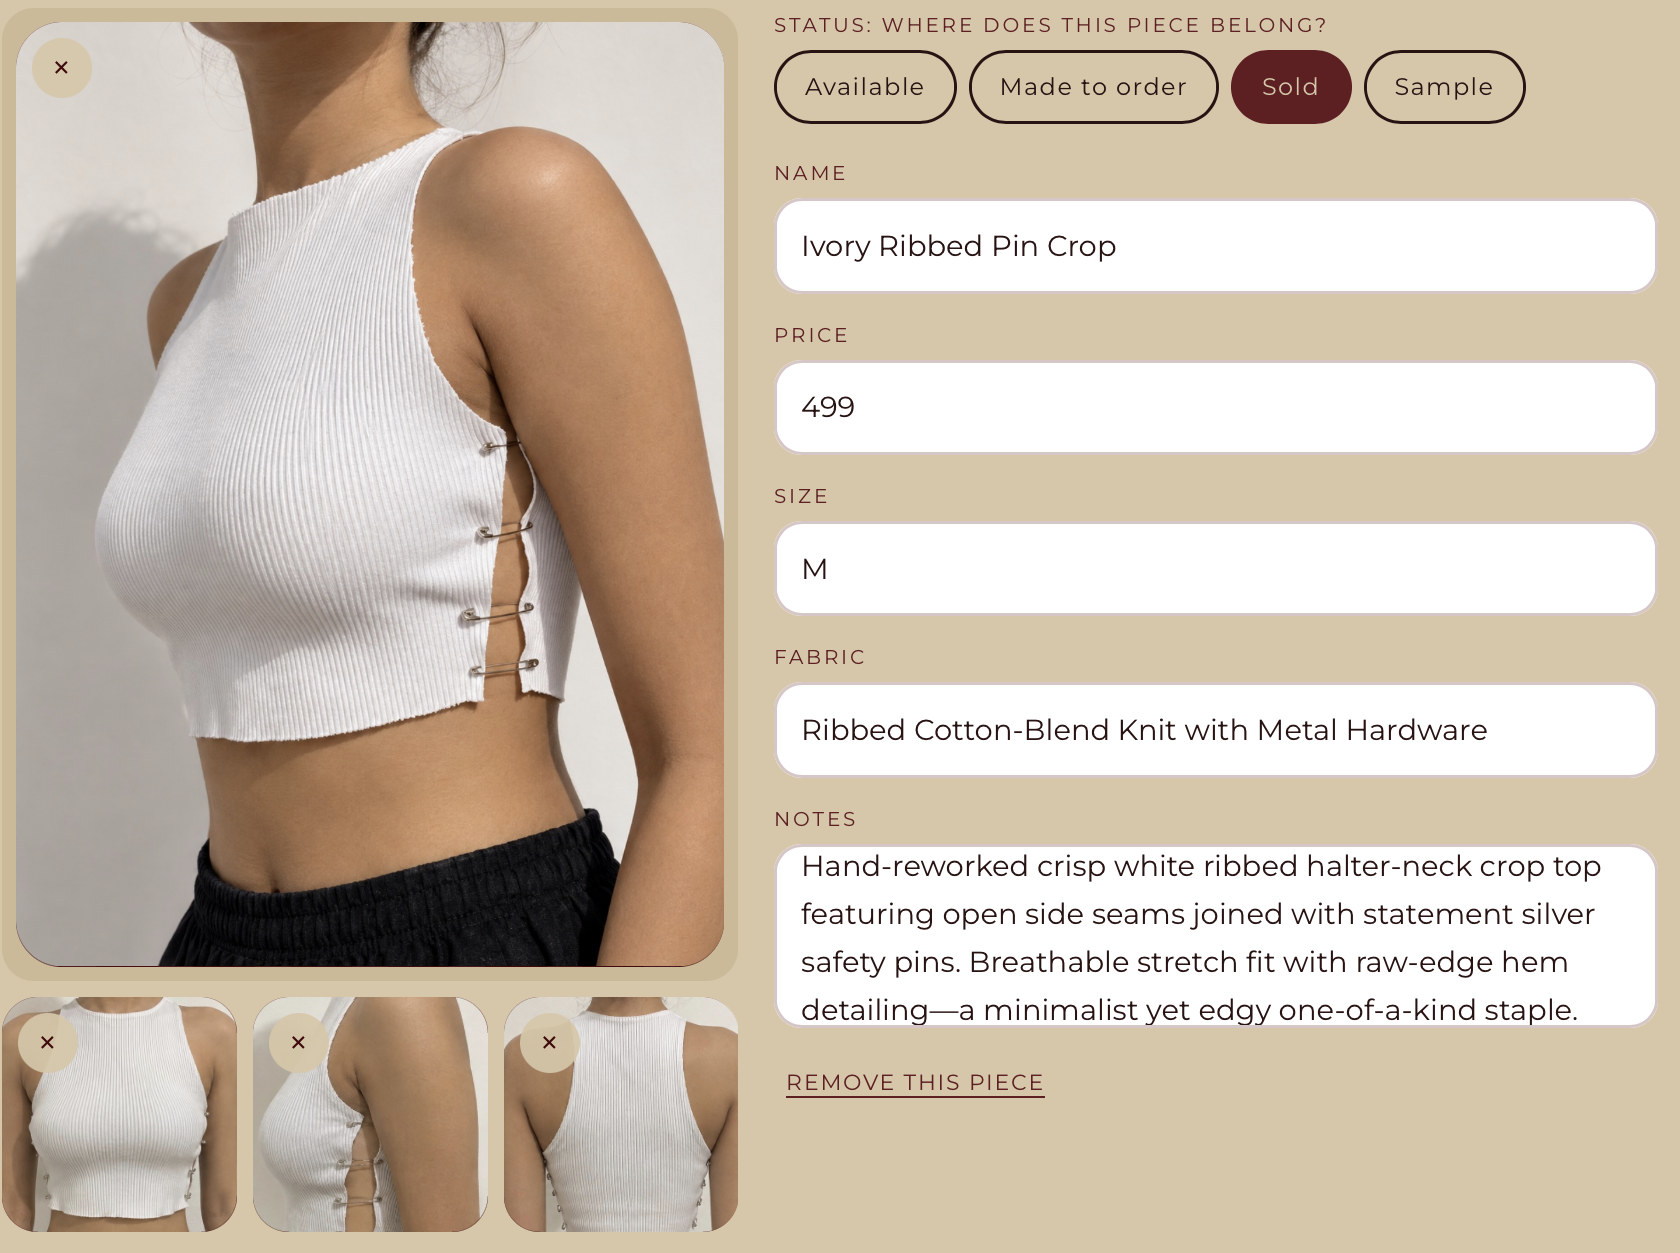 STATUS: WHERE DOES THIS PIECE BELONG?
Available
Made to order
Sold
Sample
NAME
Ivory Ribbed Pin Crop
PRICE
499
SIZE
M
FABRIC
Ribbed Cotton-Blend Knit with Metal Hardware
NOTES
Hand-reworked crisp white ribbed halter-neck crop top
featuring open side seams joined with statement silver
safety pins. Breathable stretch fit with raw-edge hem
detailing—a minimalist yet edgy one-of-a-kind staple.
REMOVE THIS PIECE